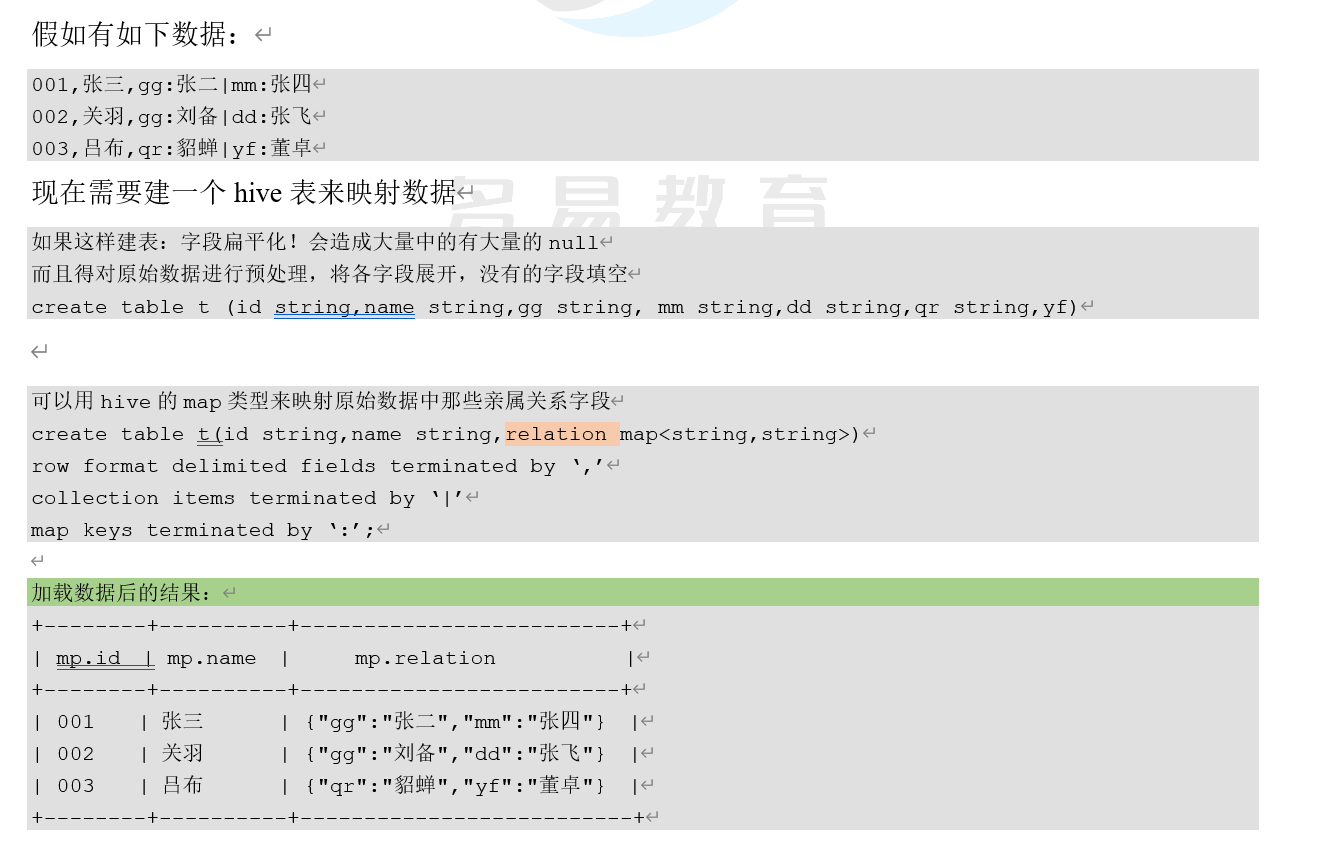 假如有如下数据：
001,张三,gg:张二|mm:张四
002,关羽,gg:刘备|dd:张飞
003,吕布,qr:貂蝉|yf:董卓
现在需要建一个 hive 表来映射数据
名易教育
如果这样建表：字段扁平化！会造成大量中的有大量的 null
而且得对原始数据进行预处理，将各字段展开，没有的字段填空
create table t (id string,name string,gg string, mm string,dd string,qr string,yf)
可以用 hive 的 map 类型来映射原始数据中那些亲属关系字段
create table t(id string,name string,relation map<string,string>)
row format delimited fields terminated by ‘,’
collection items terminated by ‘|’
map keys terminated by ‘:’;
加载数据后的结果：
+--------+----------+-------------------------+
| mp.id | mp.name | mp.relation |
+--------+----------+-------------------------+
| 001 | 张三 | {"gg":"张二","mm":"张四"} |
| 002 | 关羽 | {"gg":"刘备","dd":"张飞"} |
| 003 | 吕布 | {"qr":"貂蝉","yf":"董卓"} |
+--------+----------+--------------------------+